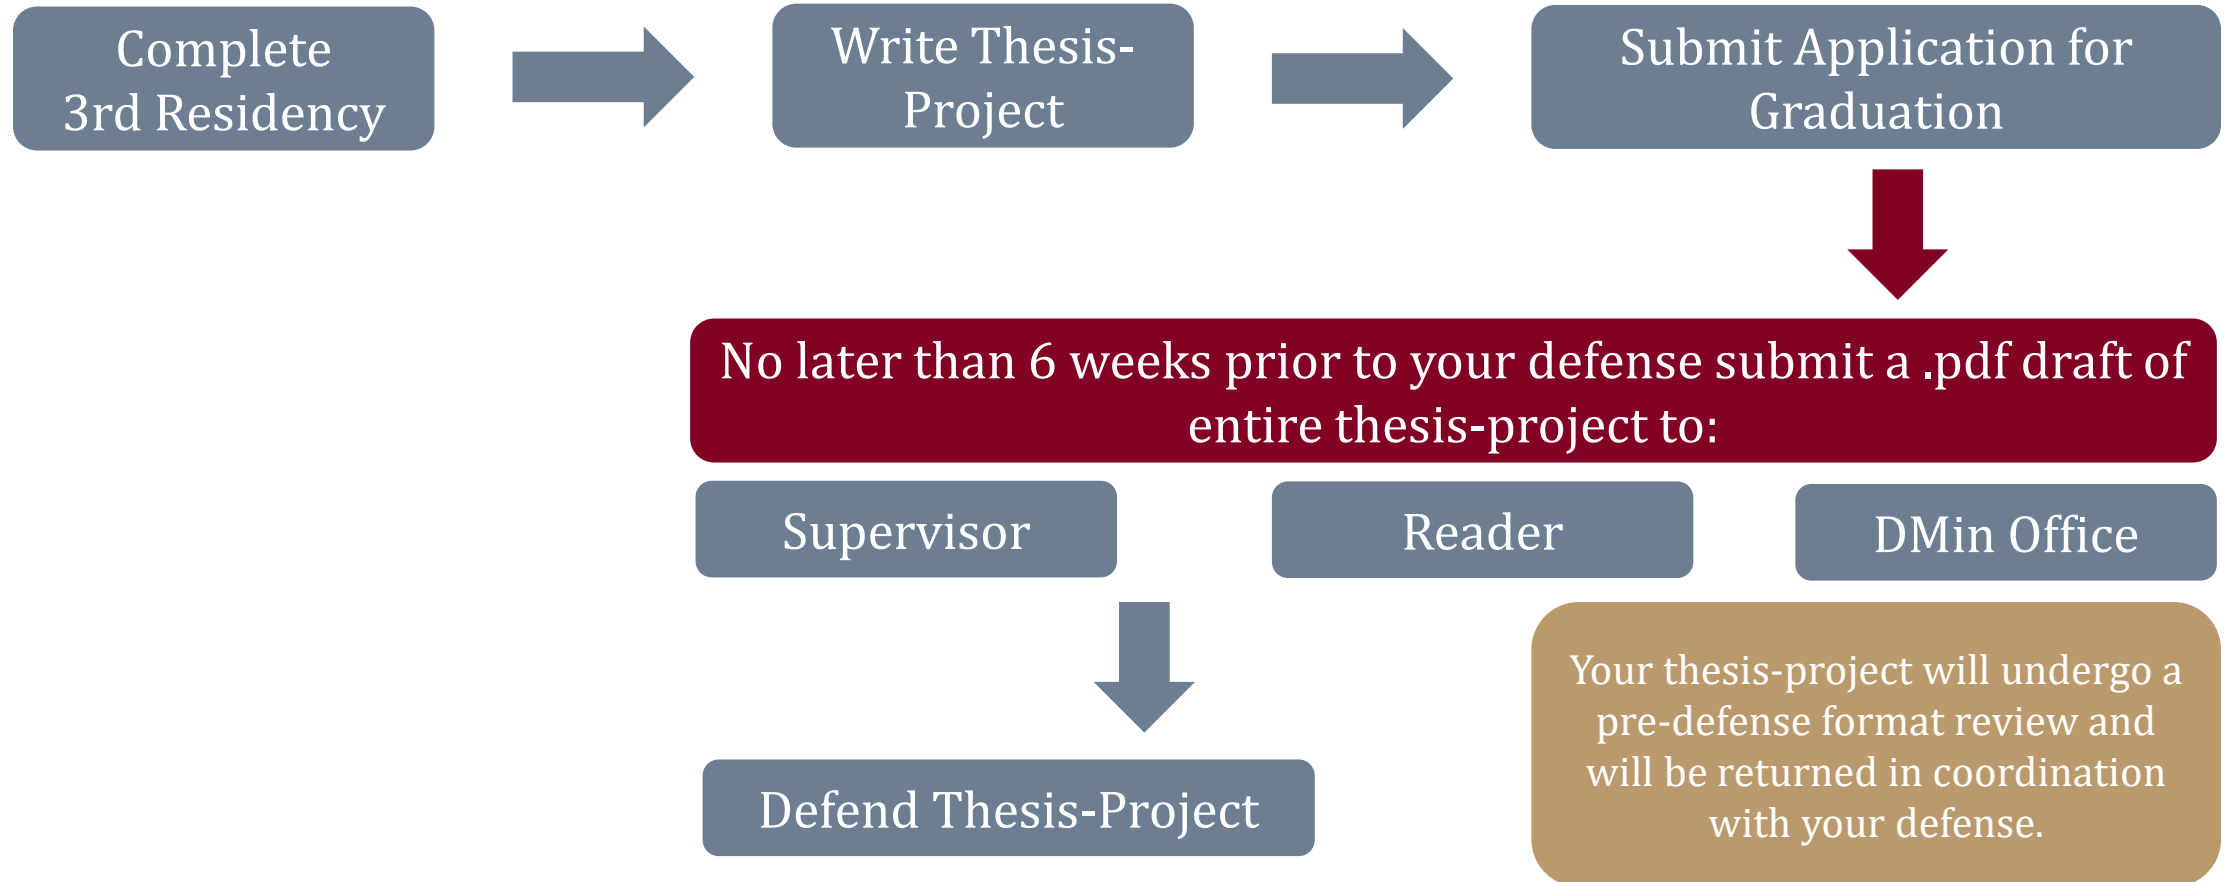 Complete
3rd Residency
Write Thesis-
Project
Submit Application for
Graduation
No later than 6 weeks prior to your defense submit a .pdf draft of
entire thesis-project to:
Supervisor
Reader
DMin Office
Your thesis-project will undergo a
pre-defense format review and
will be returned in coordination
with your defense.
Defend Thesis-Project